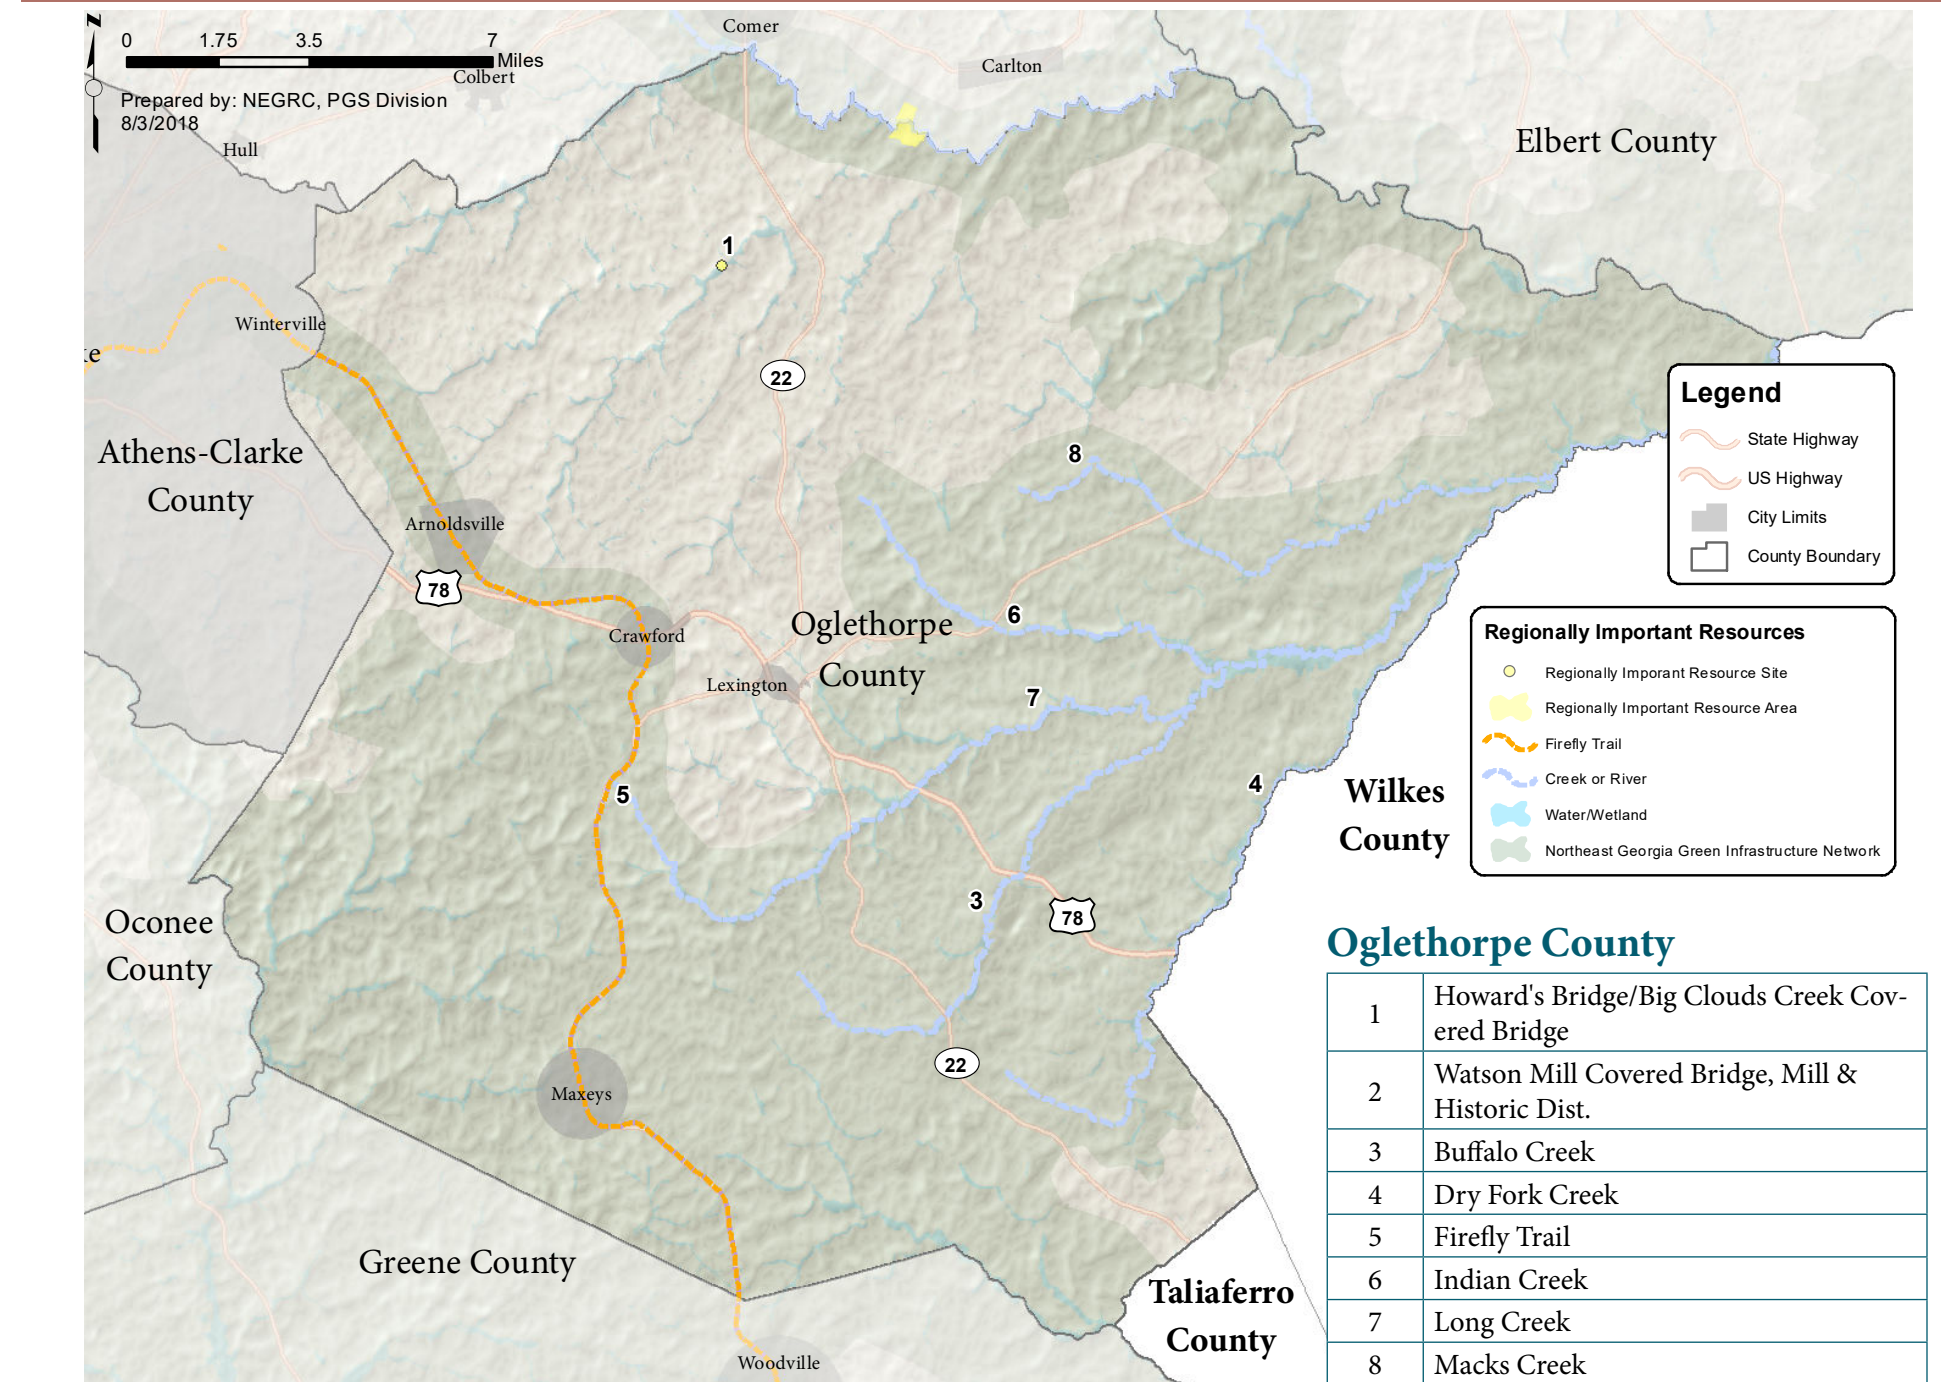 N
0 1.75 3.5 7
Miles
Prepared by: NEGRC, PGS Division
8/3/2018
Comer
Colbert
Carlton
Hull
Elbert County
1
Winterville
ke
22
Athens-Clarke
County
8
Arnoldsville
78
6
Crawford
Oglethorpe
County
Lexington
7
5
4
Wilkes
County
3
78
Oconee
County
22
Maxeys
Greene County
Taliaferro
County
Woodville
Legend
State Highway
US Highway
City Limits
County Boundary
Regionally Important Resources
Regionally Imporant Resource Site
Regionally Important Resource Area
Firefly Trail
Creek or River
Water/Wetland
Northeast Georgia Green Infrastructure Network
Oglethorpe County
1 Howard's Bridge/Big Clouds Creek Cov-
ered Bridge
2 Watson Mill Covered Bridge, Mill &
Historic Dist.
3 Buffalo Creek
4 Dry Fork Creek
5 Firefly Trail
6 Indian Creek
7 Long Creek
8 Macks Creek